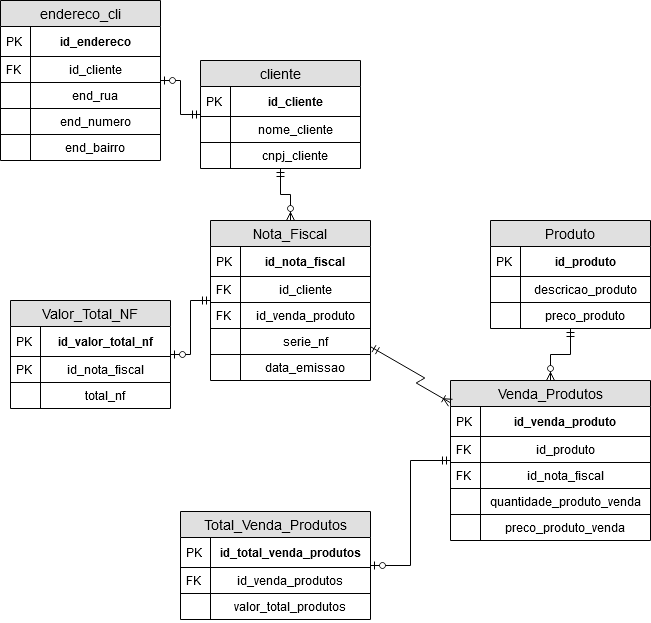 endereco_cli
PK id_endereco
FK id_cliente
end_rua
end_numero
end_bairro
cliente
PK id_cliente
nome_cliente
cnpj_cliente
Nota_Fiscal
PK id_nota_fiscal
FK id_cliente
FK id_venda_produto
serie_nf
data_emissao
Produto
PK id_produto
descricao_produto
preco_produto
Valor_Total_NF
PK id_valor_total_nf
PK id_nota_fiscal
total_nf
Venda_Produtos
PK id_venda_produto
FK id_produto
FK id_nota_fiscal
quantidade_produto_venda
preco_produto_venda
Total_Venda_Produtos
PK id_total_venda_produtos
FK id_venda_produtos
valor_total_produtos